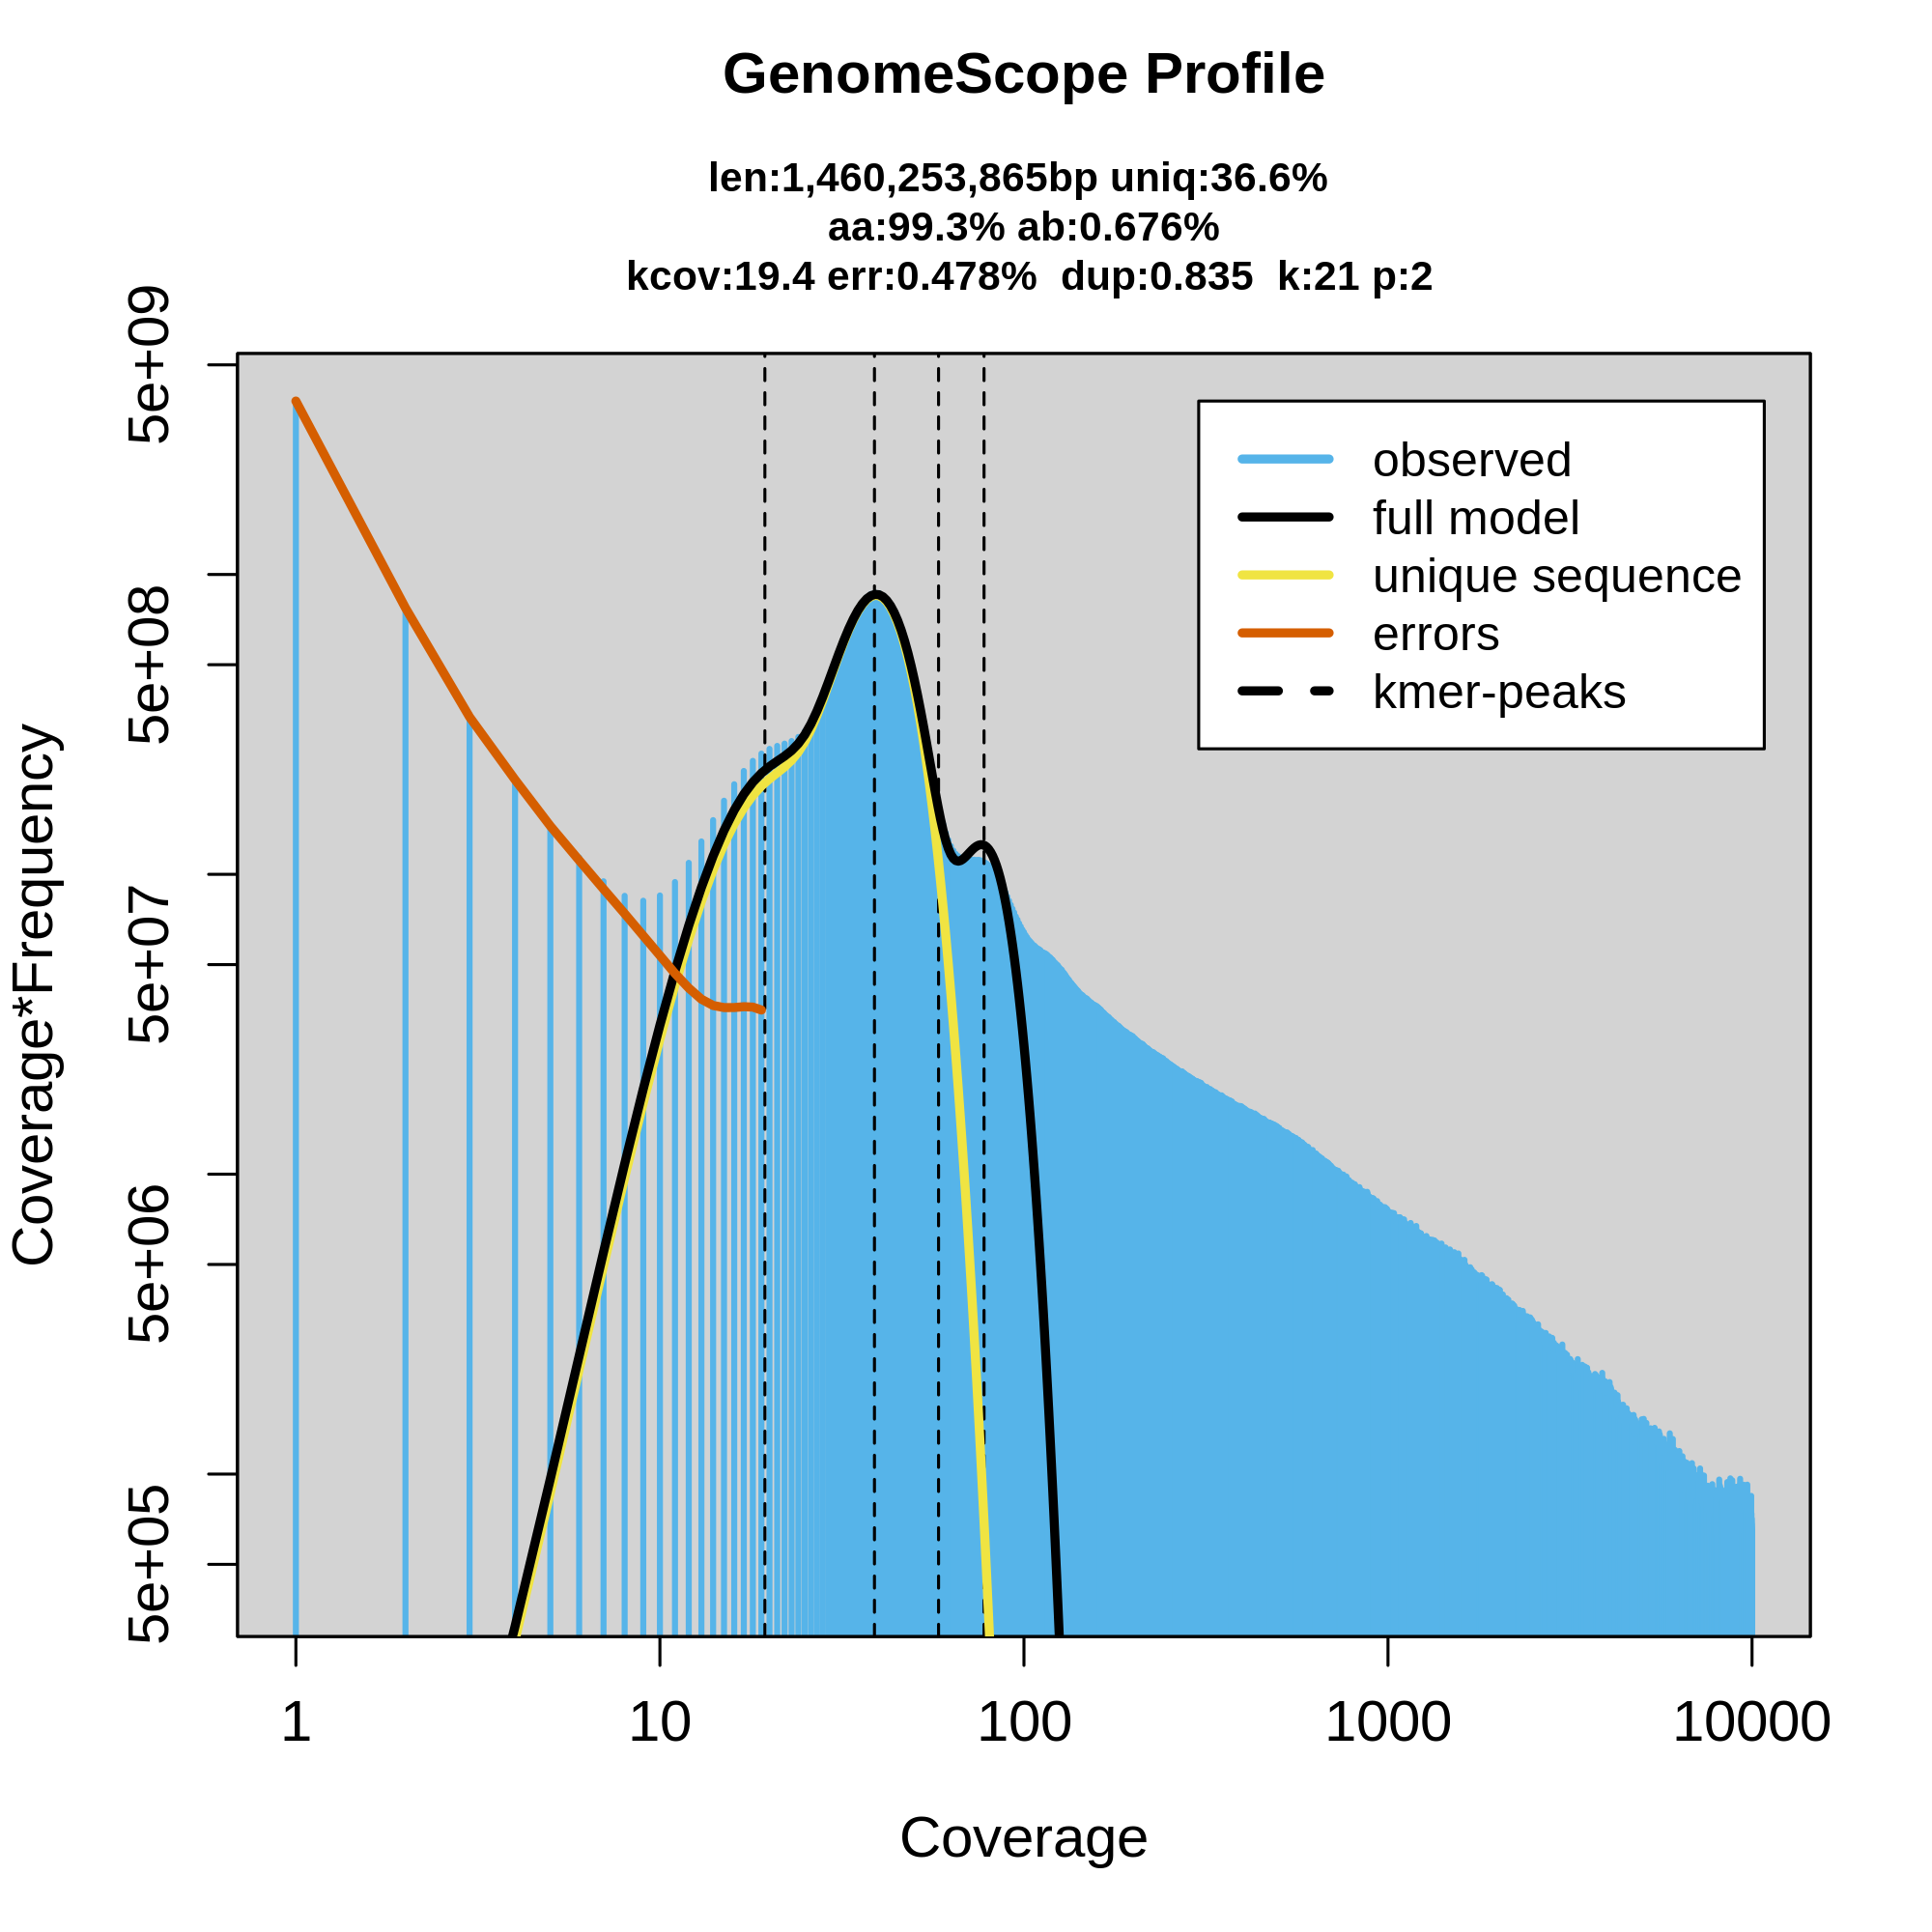 GenomeScope Profile
len:1,460,253,865bp uniq:36.6%
aa:99.3% ab:0.676%
kcov:19.4 err:0.478%  dup:0.835  k:21 p:2
observed
full model
unique sequence
errors
kmer-peaks
Coverage*Frequency
5e+09
5e+08
5e+07
5e+06
5e+05
1 10 100 1000 10000
Coverage